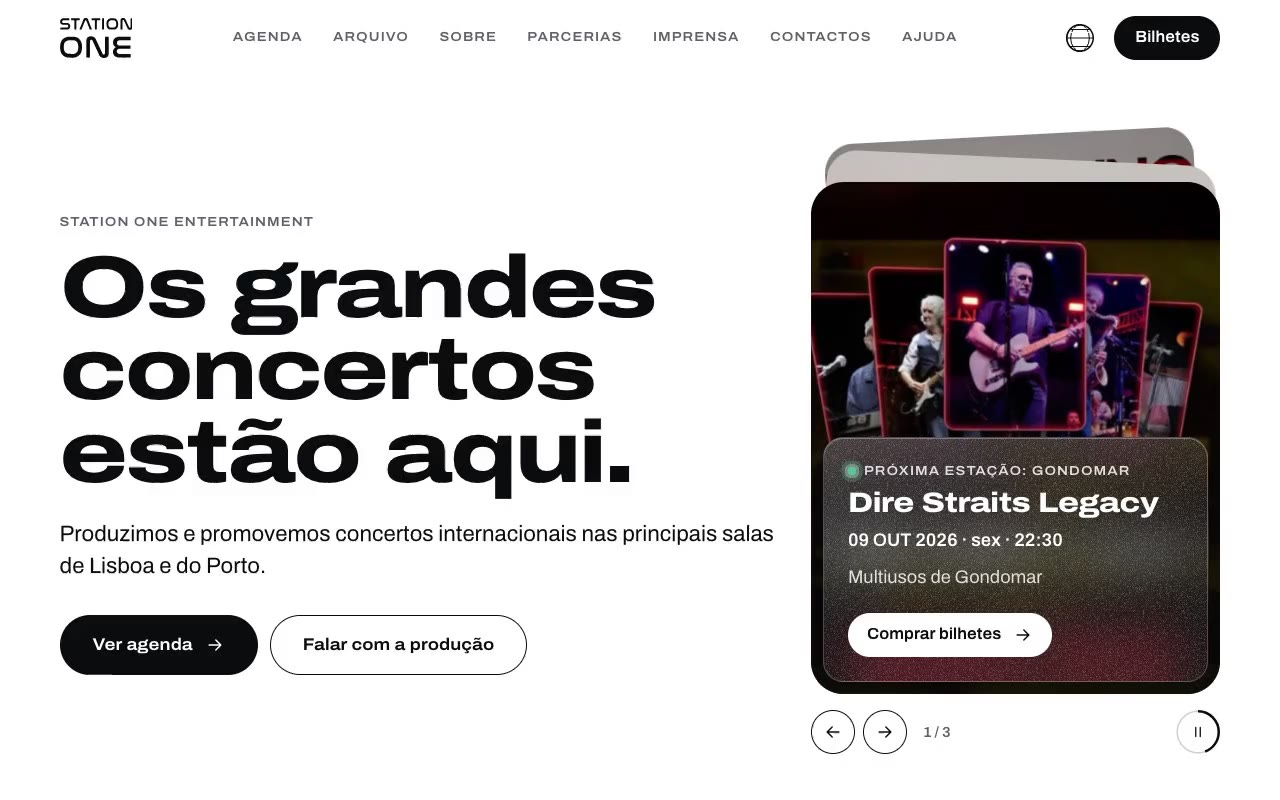 STATION
ONE
AGENDA
ARQUIVO
SOBRE
PARCERIAS
IMPRENSA
CONTACTOS
AJUDA
Bilhetes
STATION ONE ENTERTAINMENT
Os grandes
concertos
estão aqui.
Produzimos e promovemos concertos internacionais nas principais salas
de Lisboa e do Porto.
Ver agenda
Falar com a produção
PRÓXIMA ESTAÇÃO: GONDOMAR
Dire Straits Legacy
09 OUT 2026 · sex · 22:30
Multiusos de Gondomar
Comprar bilhetes
1 / 3